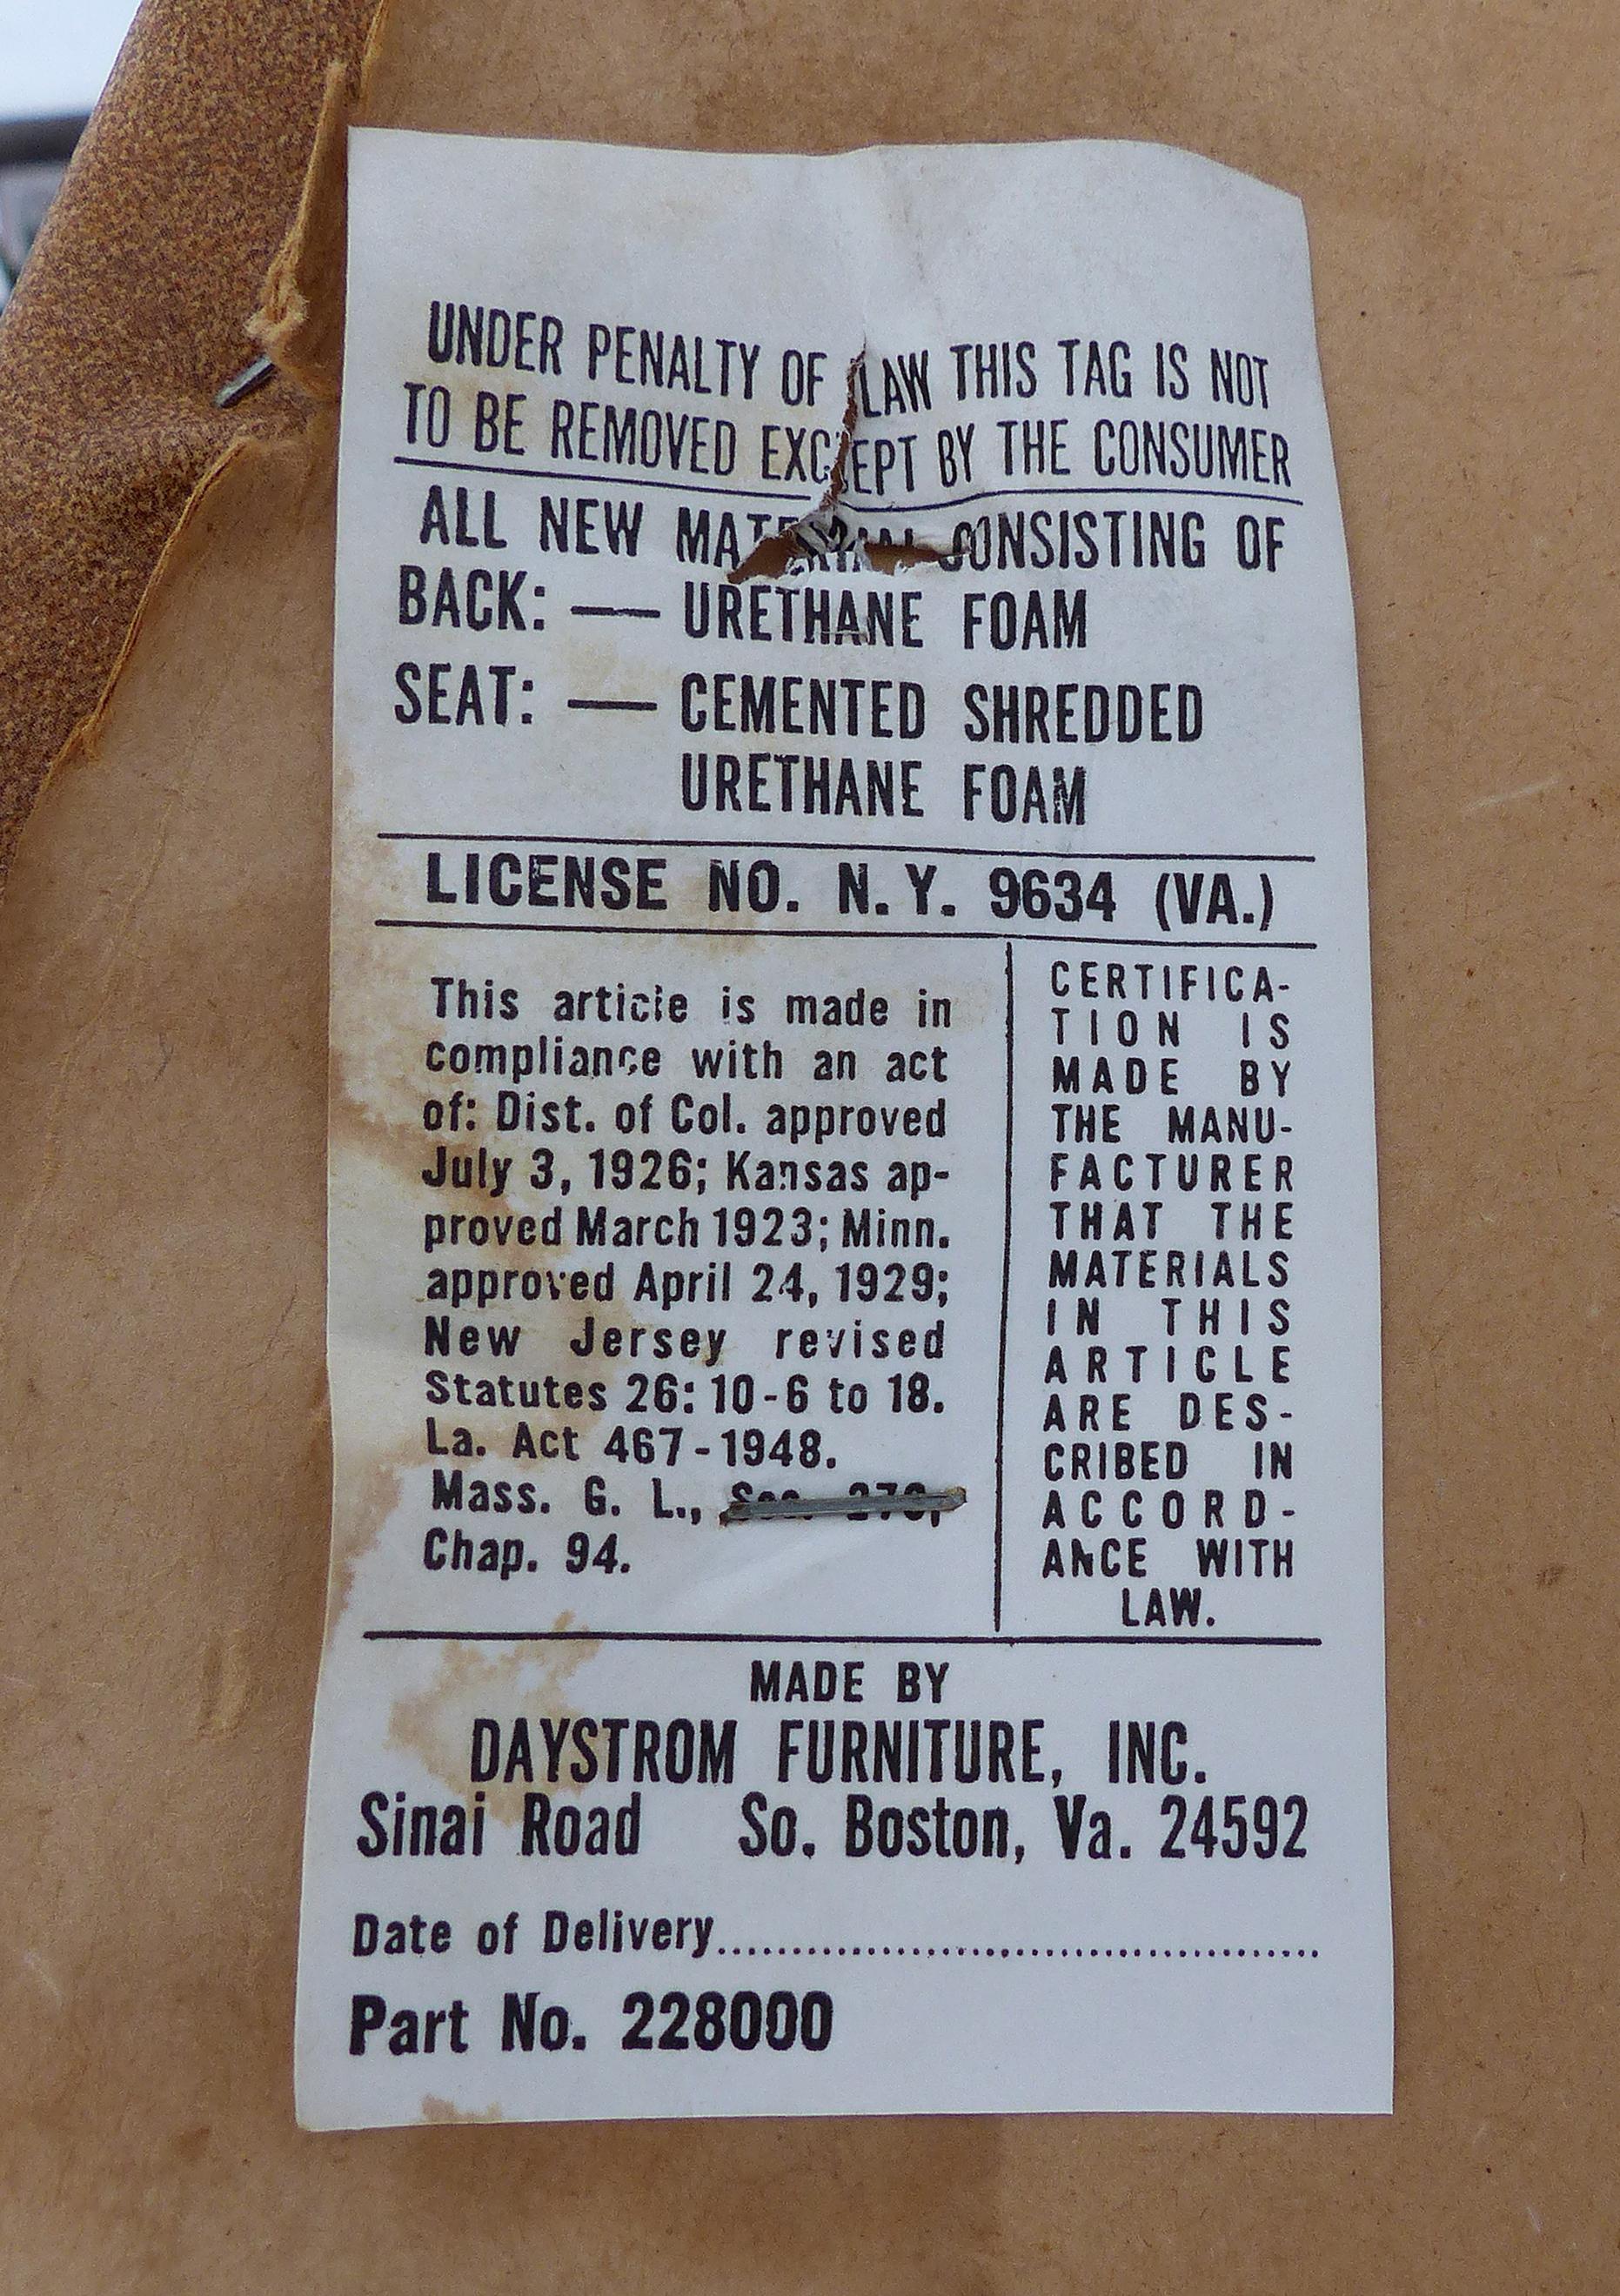 UNDER PENALTY OF LAW THIS TAG IS NOT
TO BE REMOVED EXCEPT BY THE CONSUMER
ALL NEW MATERIAL CONSISTING OF
BACK: — URETHANE FOAM
SEAT: — CEMENTED SHREDDED
URETHANE FOAM
LICENSE NO. N.Y. 9634 (VA.)
This article is made in
compliance with an act
of: Dist. of Col. approved
July 3, 1926; Kansas ap-
proved March 1923; Minn.
approved April 24, 1929;
New Jersey revised
Statutes 26: 10-6 to 18.
La. Act 467-1948.
Mass. G. L.,
Chap. 94.
CERTIFICA-
TION IS
MADE BY
THE MANU-
FACTURER
THAT THE
MATERIALS
IN THIS
ARTICLE
ARE DES-
CRIBED IN
ACCORD-
ANCE WITH
LAW.
MADE BY
DAYSTROM FURNITURE, INC.
Sinai Road So. Boston, Va. 24592
Date of Delivery........................................
Part No. 228000